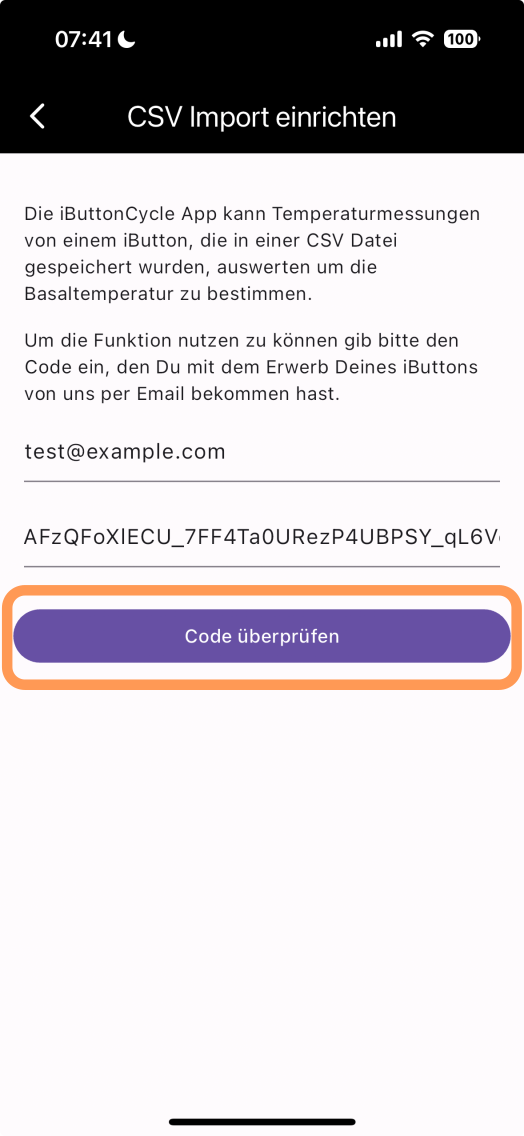 07:41
100
CSV Import einrichten
Die iButtonCycle App kann Temperaturmessungen
von einem iButton, die in einer CSV Datei
gespeichert wurden, auswerten um die
Basaltemperatur zu bestimmen.
Um die Funktion nutzen zu können gib bitte den
Code ein, den Du mit dem Erwerb Deines iButtons
von uns per Email bekommen hast.
test@example.com
AFzQFoXlECU_7FF4Ta0URezP4UBPSY_qL6V
Code überprüfen